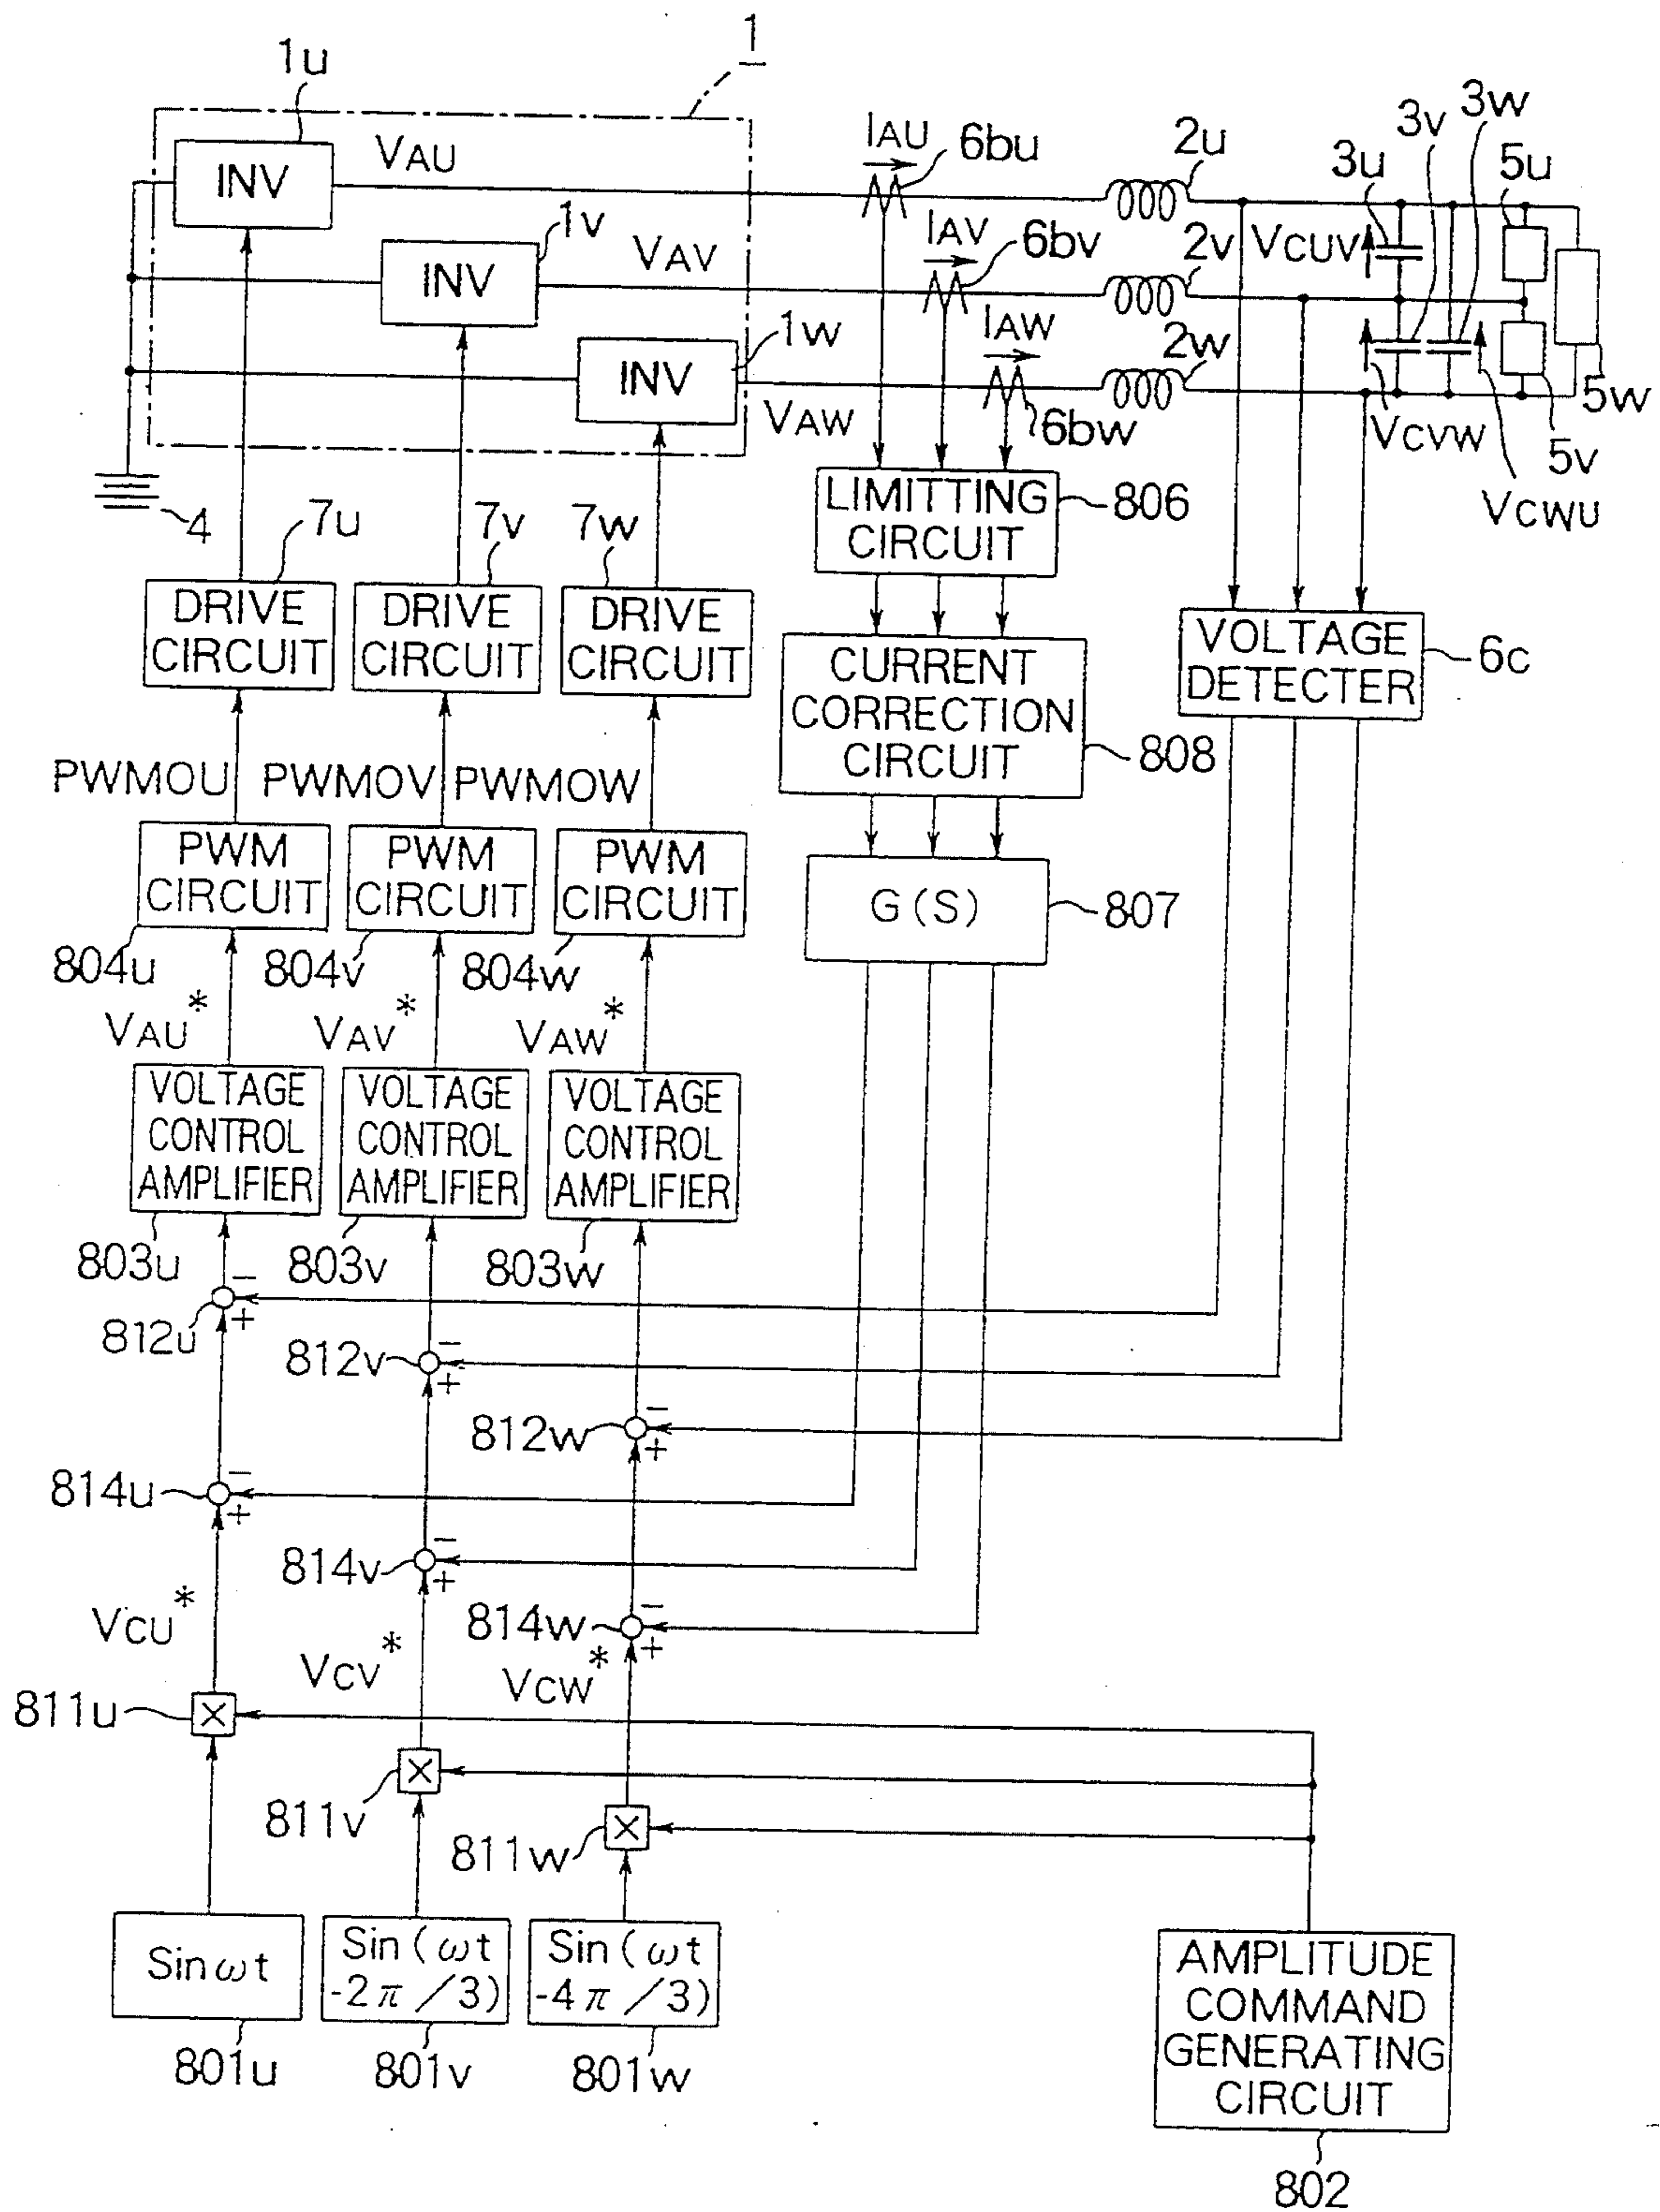 1
1u
INV
VAU
IAU
6bu
2u
3u
3v
3w
5u
1v
INV
VAV
IAV
6bv
2v
VCUV
1w
INV
VAW
IAW
6bw
2w
VCVW
5w
5v
VCWU
4
7u
7v
7w
LIMITTING
CIRCUIT
806
DRIVE
CIRCUIT
DRIVE
CIRCUIT
DRIVE
CIRCUIT
CURRENT
CORRECTION
CIRCUIT
808
VOLTAGE
DETECTER
6c
PWMOU
PWMOV
PWMOW
PWM
CIRCUIT
PWM
CIRCUIT
PWM
CIRCUIT
G(S)
807
804u
804v
804w
VAU*
VAV*
VAW*
VOLTAGE
CONTROL
AMPLIFIER
VOLTAGE
CONTROL
AMPLIFIER
VOLTAGE
CONTROL
AMPLIFIER
803u
803v
803w
−
+
812u
−
+
812v
−
+
812w
−
+
814u
−
+
814v
−
+
814w
VCU*
VCV*
VCW*
811u
×
811v
×
811w
×
Sinωt
Sin(ωt
-2π/3)
Sin(ωt
-4π/3)
801u
801v
801w
AMPLITUDE
COMMAND
GENERATING
CIRCUIT
802